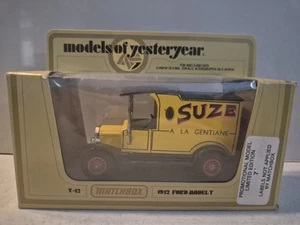 models of yesteryear
SUZE
A LA GENTIANE
Y-12
MATCHBOX
1912 FORD MODEL T
PROMOTIONAL MODEL
LIMITED EDITION
7
LABELS NOT APPLIED
BY MATCHBOX